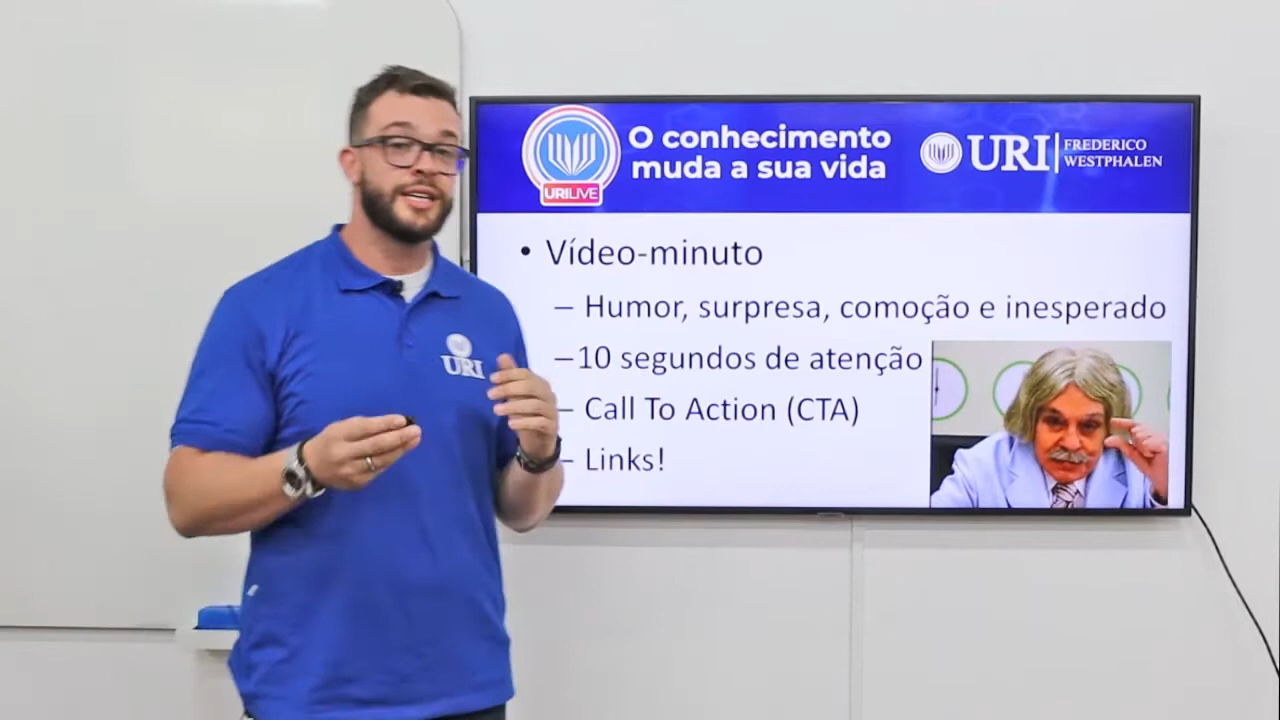 O conhecimento
muda a sua vida
URILIVE
URI FREDERICO
WESTPHALEN
• Vídeo-minuto
– Humor, surpresa, comoção e inesperado
–10 segundos de atenção
– Call To Action (CTA)
– Links!
URI